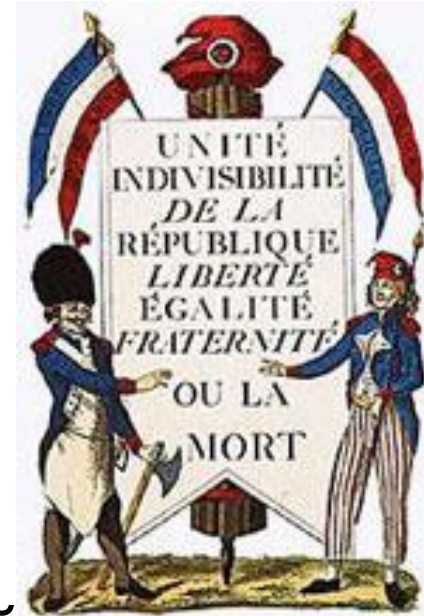 UNITÉ
INDIVISIBILITÉ
DE LA
RÉPUBLIQUE
LIBERTÉ
ÉGALITÉ
FRATERNITÉ
OU LA
MORT